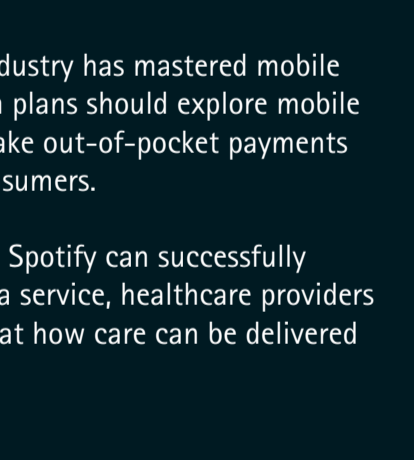 dustry has mastered mobile
plans should explore mobile
ake out-of-pocket payments
sumers.
Spotify can successfully
a service, healthcare providers
at how care can be delivered